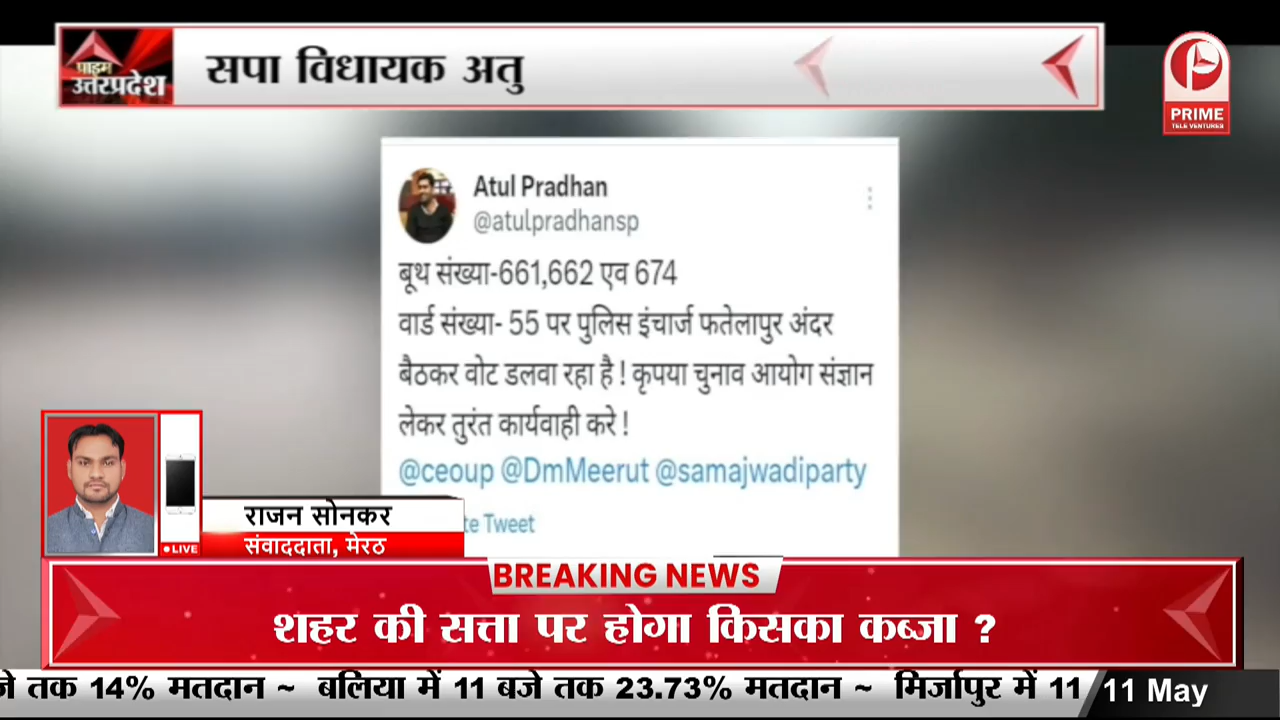 प्राइम
उत्तरप्रदेश
सपा विधायक अतु
PRIME
TELE VENTURES
Atul Pradhan
@atulpradhansp
बूथ संख्या-661,662 एव 674
वार्ड संख्या- 55 पर पुलिस इंचार्ज फतेलापुर अंदर
बैठकर वोट डलवा रहा है ! कृपया चुनाव आयोग संज्ञान
लेकर तुरंत कार्यवाही करे !
@ceoup @DmMeerut @samajwadiparty
te Tweet
LIVE
राजन सोनकर
संवाददाता, मेरठ
BREAKING NEWS
शहर की सत्ता पर होगा किसका कब्जा ?
जे तक 14% मतदान ~ बलिया में 11 बजे तक 23.73% मतदान ~ मिर्जापुर में 11
11 May